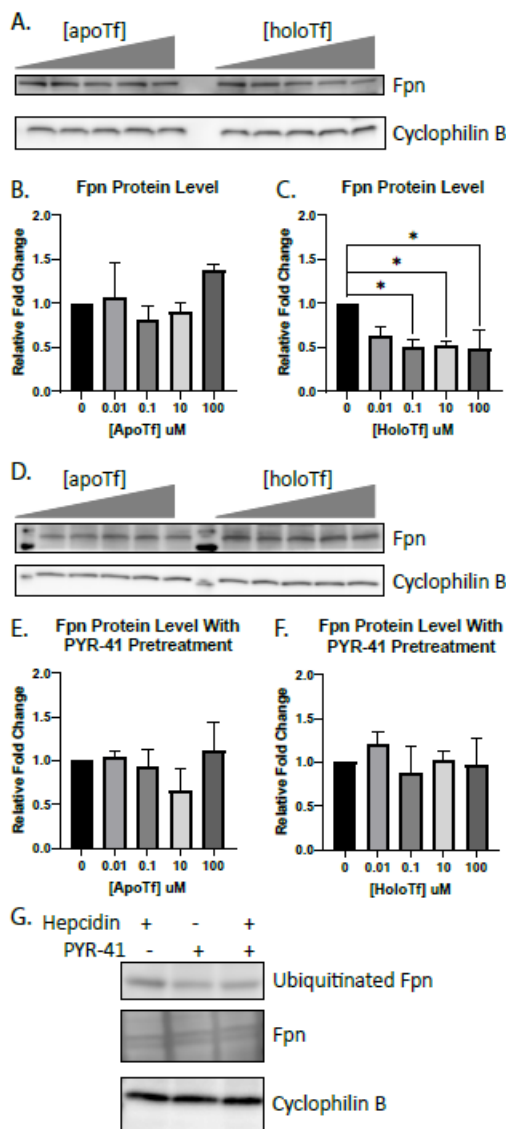 A.
[apoTf] [holoTf]
Fpn
Cyclophilin B
B. Fpn Protein Level
Relative Fold Change
2.0
1.5
1.0
0.5
0.0
0 0.01 0.1 10 100
[ApoTf] uM
C. Fpn Protein Level
Relative Fold Change
2.0
1.5
1.0
0.5
0.0
*
*
*
0 0.01 0.1 10 100
[HoloTf] uM
D.
[apoTf] [holoTf]
Fpn
Cyclophilin B
E. Fpn Protein Level With
PYR-41 Pretreatment
Relative Fold Change
2.0
1.5
1.0
0.5
0.0
0 0.01 0.1 10 100
[ApoTf] uM
F. Fpn Protein Level With
PYR-41 Pretreatment
Relative Fold Change
2.0
1.5
1.0
0.5
0.0
0 0.01 0.1 10 100
[HoloTf] uM
G.
Hepcidin + - +
PYR-41 - + +
Ubiquitinated Fpn
Fpn
Cyclophilin B